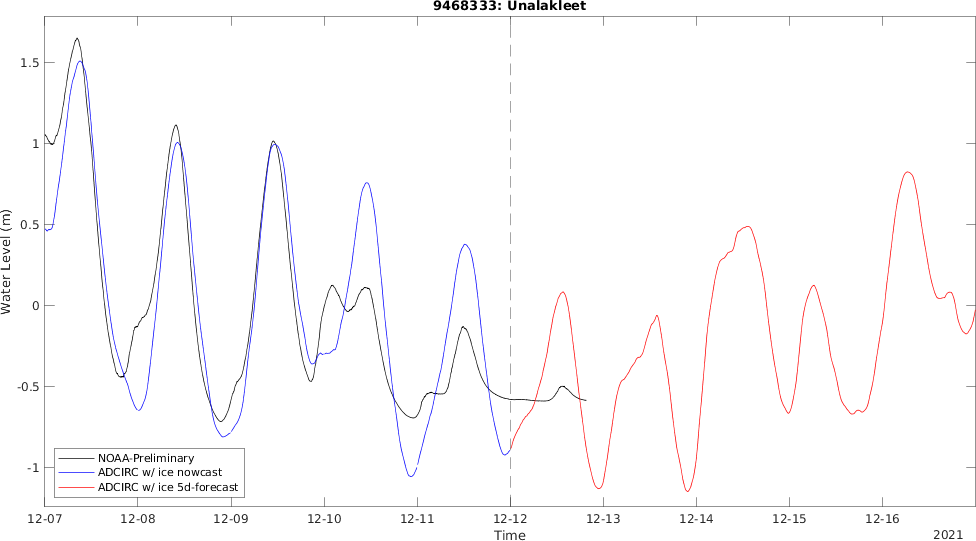 9468333: Unalakleet
Water Level (m)
1.5
1
0.5
0
-0.5
-1
NOAA-Preliminary
ADCIRC w/ ice nowcast
ADCIRC w/ ice 5d-forecast
12-07 12-08 12-09 12-10 12-11 12-12 12-13 12-14 12-15 12-16
Time
2021